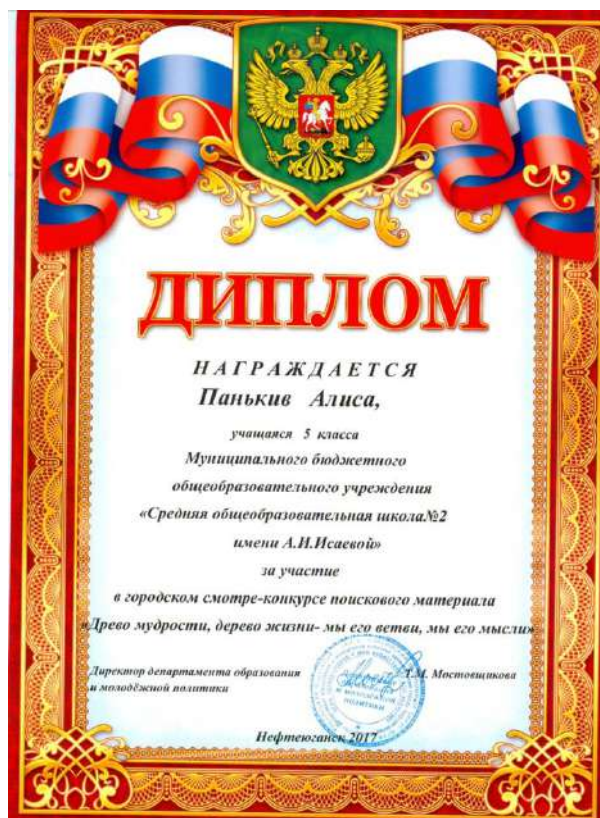 ДИПЛОМ
НАГРАЖДАЕТСЯ
Панькив Алиса,
учащаяся 5 класса
Муниципального бюджетного
общеобразовательного учреждения
«Средняя общеобразовательная школа№2
имени А.И.Исаевой»
за участие
в городском смотре-конкурсе поискового материала
«Древо мудрости, дерево жизни- мы его ветви, мы его мысли»
Директор департамента образования
и молодёжной политики
Т.М. Мостовщикова
И МОЛОДЕЖНОЙ
ПОЛИТИКИ
Нефтеюганск 2017